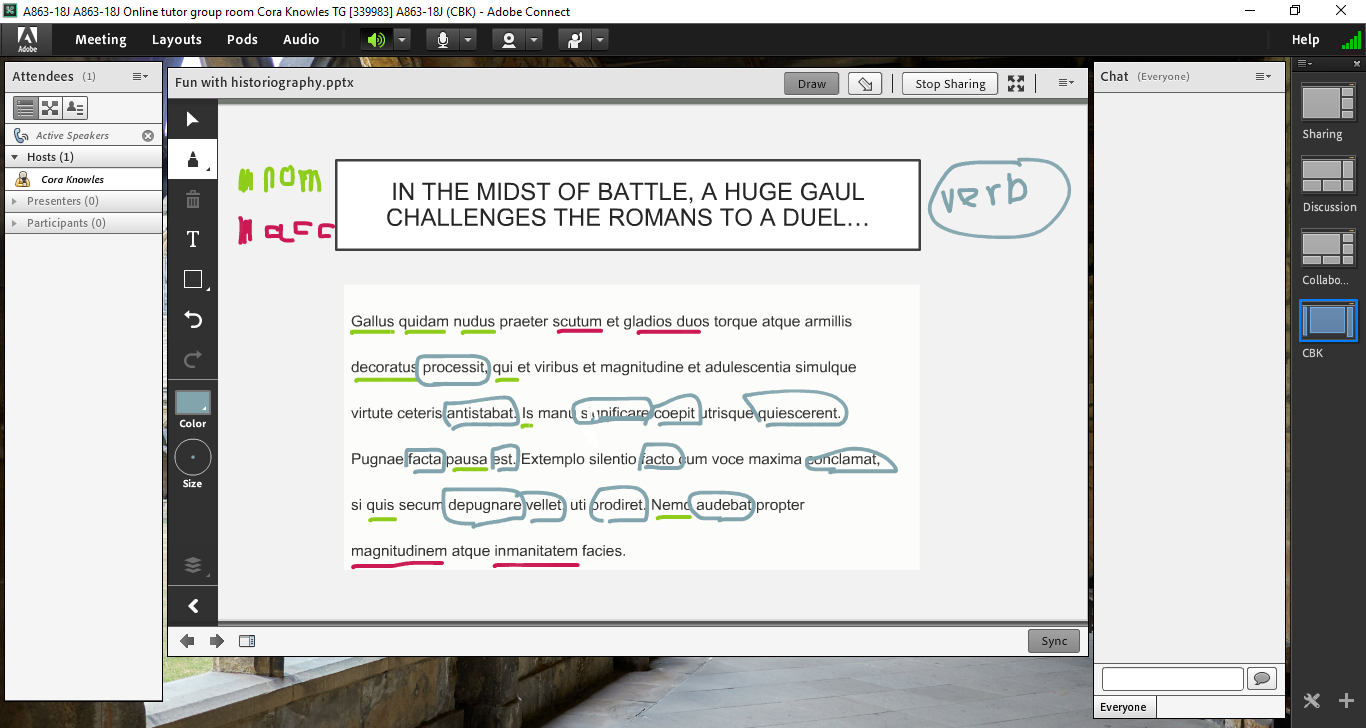 A863-18J A863-18J Online tutor group room Cora Knowles TG [339983] A863-18J (CBK) - Adobe Connect
Adobe
Meeting Layouts Pods Audio Help
Attendees (1)
Active Speakers
Hosts (1)
Cora Knowles
Presenters (0)
Participants (0)
Fun with historiography.pptx
Draw
Stop Sharing
T
Color
Size
nom
acc
IN THE MIDST OF BATTLE, A HUGE GAUL
CHALLENGES THE ROMANS TO A DUEL…
verb
Gallus quidam nudus praeter scutum et gladios duos torque atque armillis
decoratus processit, qui et viribus et magnitudine et adulescentia simulque
virtute ceteris antistabat. Is manu significare coepit utrisque quiescerent.
Pugnae facta pausa est. Extemplo silentio facto cum voce maxima conclamat,
si quis secum depugnare vellet, uti prodiret. Nemo audebat propter
magnitudinem atque inmanitatem facies.
Sync
Chat (Everyone)
Everyone
Sharing
Discussion
Collabo...
CBK